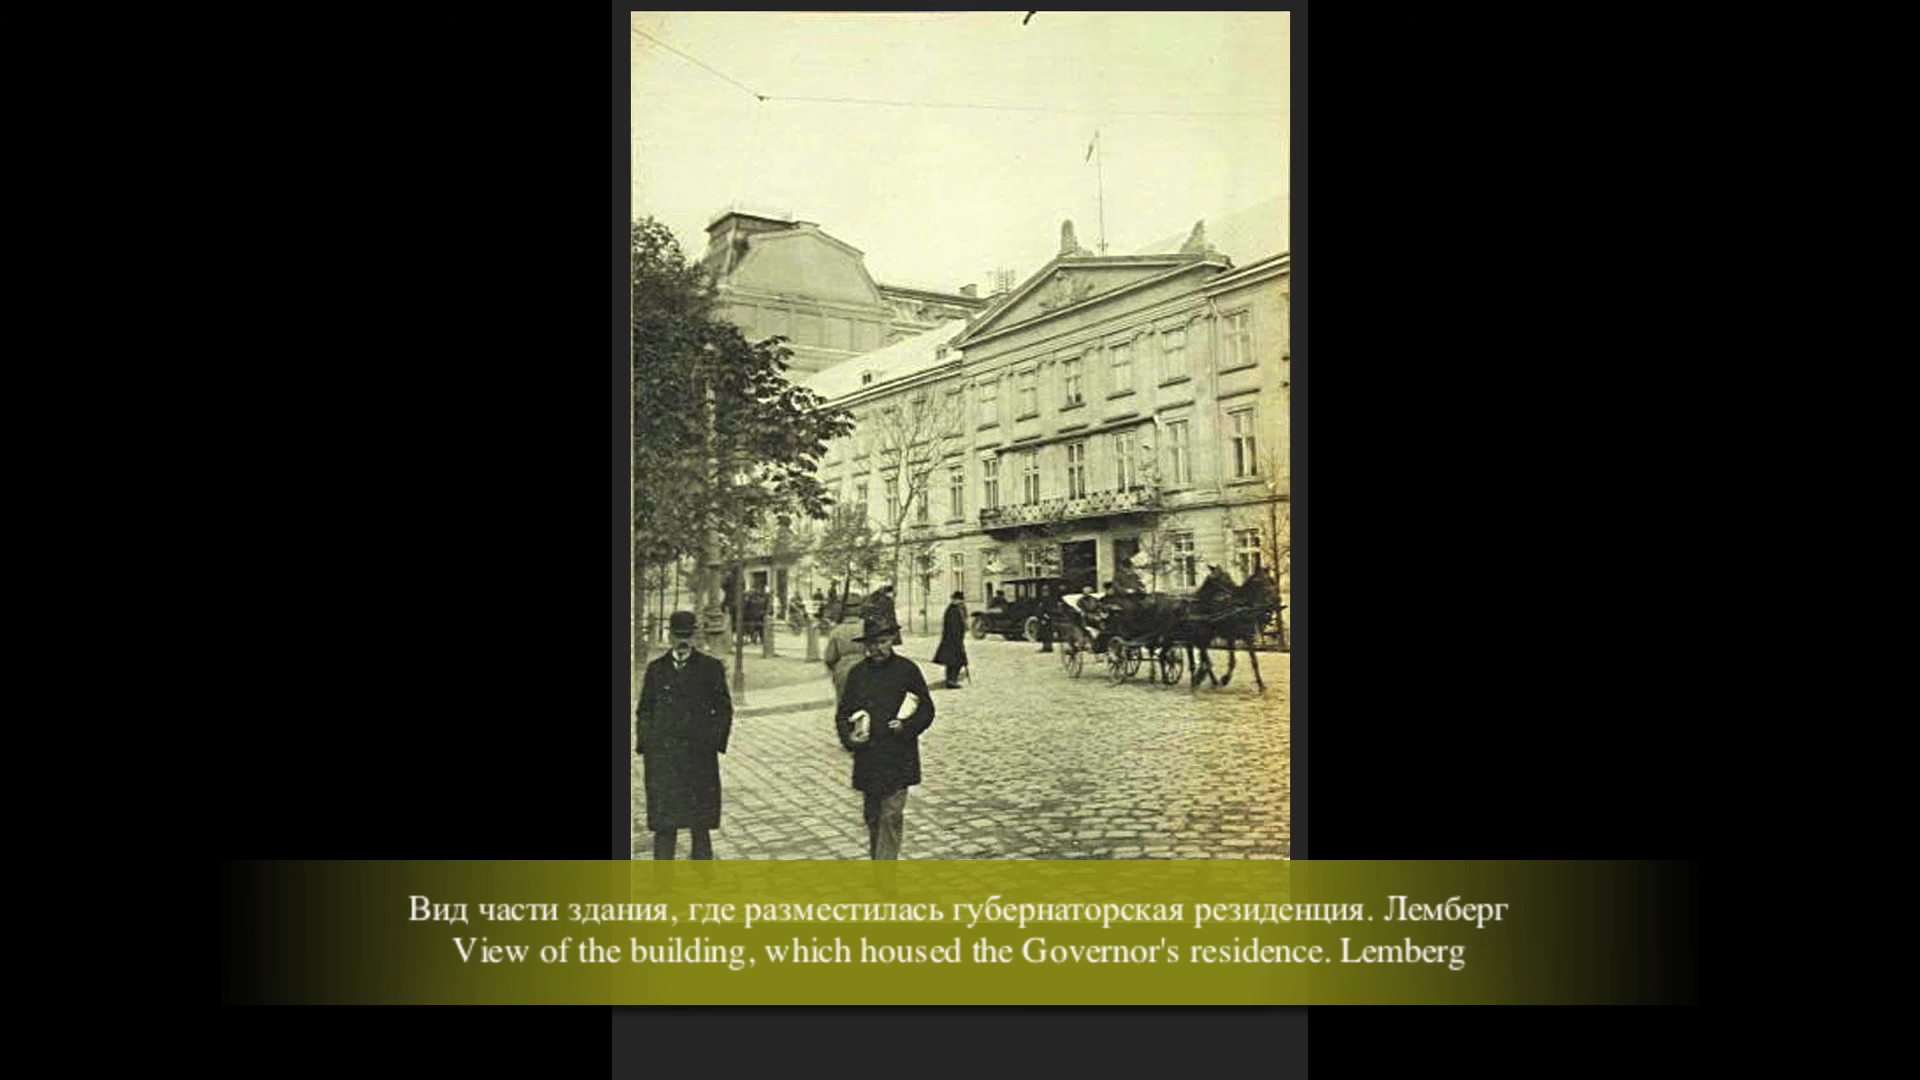 Вид части здания, где разместилась губернаторская резиденция. Лемберг
View of the building, which housed the Governor's residence. Lemberg